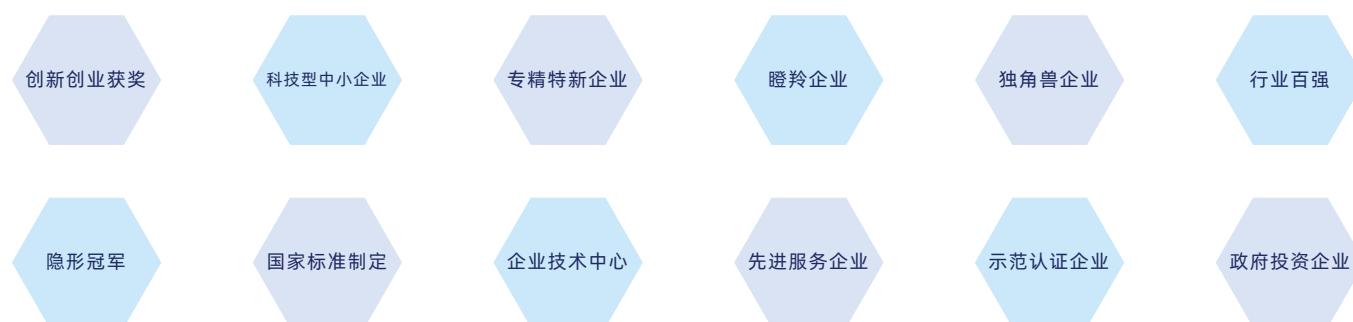 创新创业获奖
科技型中小企业
专精特新企业
瞪羚企业
独角兽企业
行业百强
隐形冠军
国家标准制定
企业技术中心
先进服务企业
示范认证企业
政府投资企业